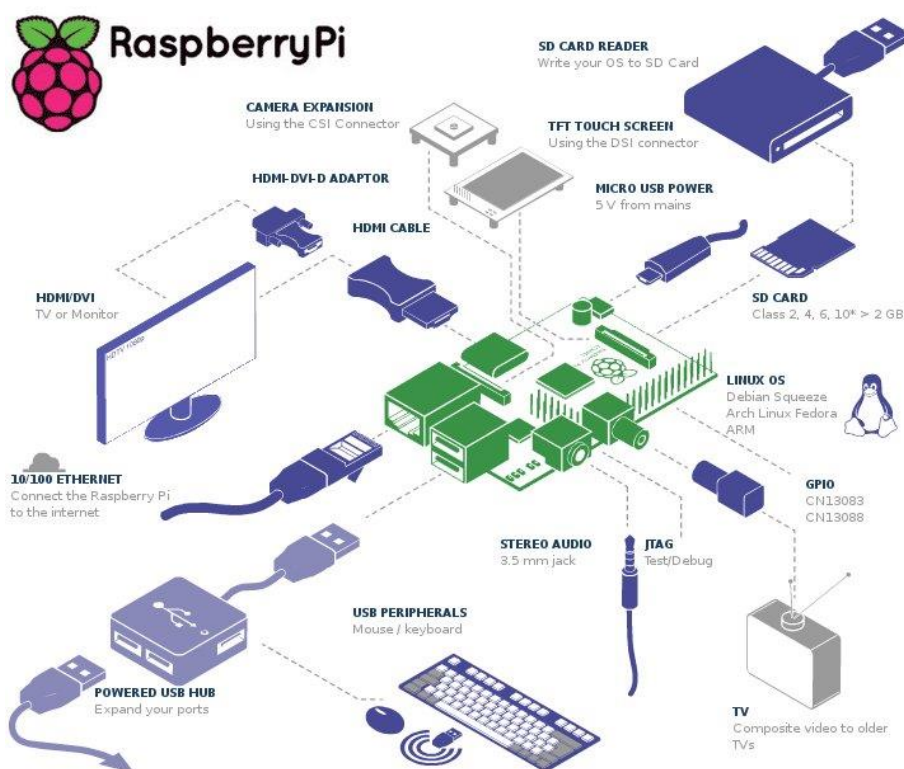 RaspberryPi
SD CARD READER
Write your OS to SD Card
CAMERA EXPANSION
Using the CSI Connector
TFT TOUCH SCREEN
Using the DSI connector
HDMI-DVI-D ADAPTOR
MICRO USB POWER
5 V from mains
HDMI CABLE
HDMI/DVI
TV or Monitor
SD CARD
Class 2, 4, 6, 10* > 2 GB
HDTV 1080p
LINUX OS
Debian Squeeze
Arch Linux Fedora
ARM
10/100 ETHERNET
Connect the Raspberry Pi
to the internet
GPIO
CN13083
CN13088
STEREO AUDIO
3.5 mm jack
JTAG
Test/Debug
USB PERIPHERALS
Mouse / keyboard
POWERED USB HUB
Expand your ports
TV
Composite video to older
TVs